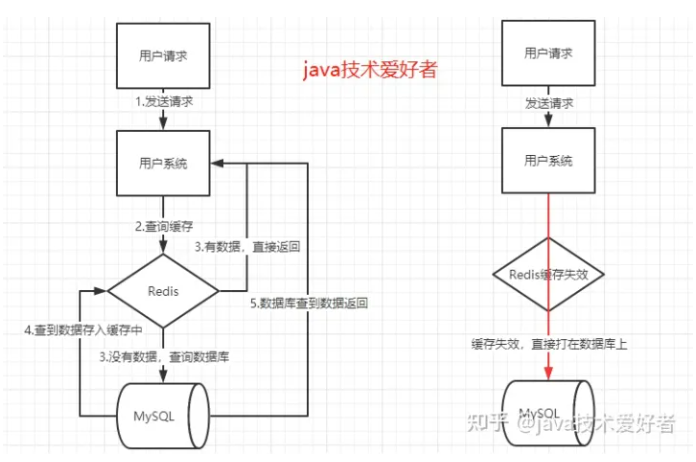 用户请求
java技术爱好者
用户请求
1.发送请求
发送请求
用户系统
用户系统
2.查询缓存
3.有数据，直接返回
Redis
Redis缓存失效
5.数据库查到数据返回
4.查到数据存入缓存中
3.没有数据，查询数据库
缓存失效，直接打在数据库上
MySQL
MySQL
知乎 @java技术爱好者